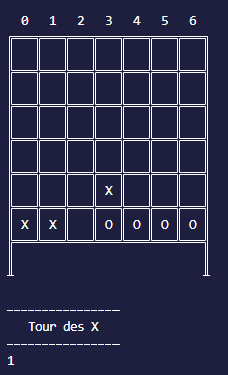 0 1 2 3 4 5 6
X
X X O O O O
-----------------
Tour des X
-----------------
1